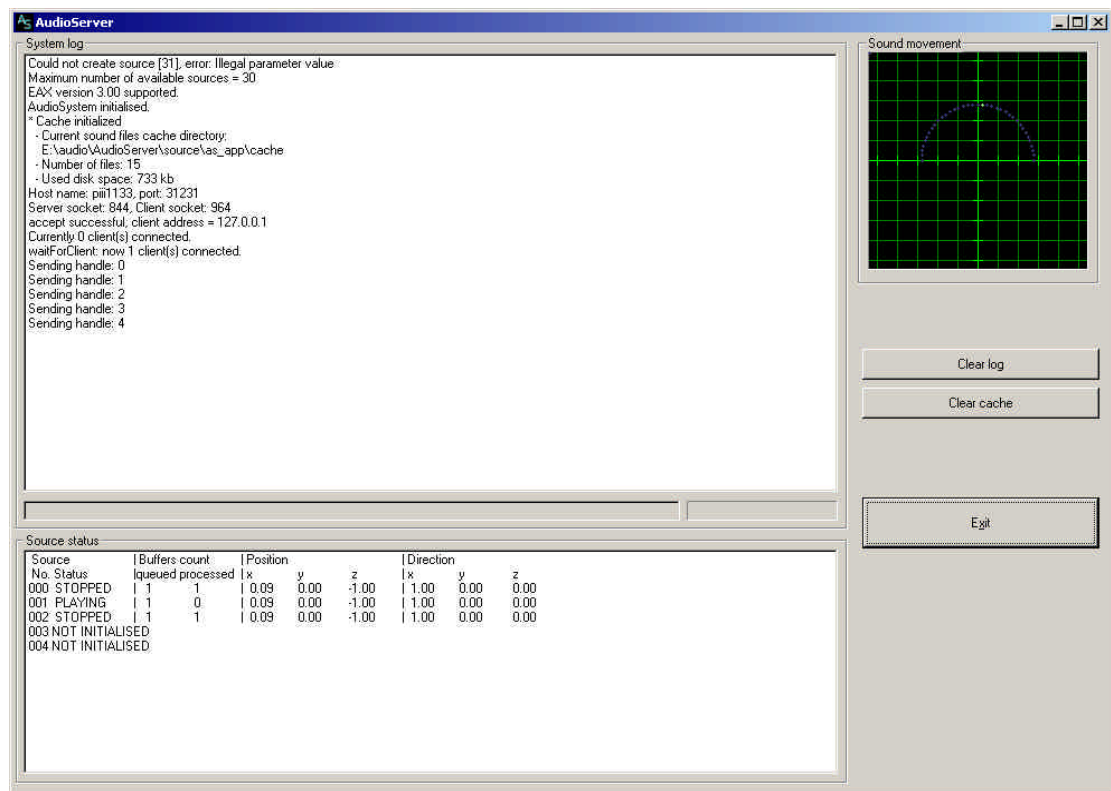 AS AudioServer
System log
Could not create source [31], error: Illegal parameter value
Maximum number of available sources = 30
EAX version 3.00 supported.
AudioSystem initialised.
* Cache initialized
- Current sound files cache directory:
E:\audio\AudioServer\source\as_app\cache
- Number of files: 15
- Used disk space: 733 kb
Host name: piii1133, port: 31231
Server socket: 844, Client socket: 964
accept successful, client address = 127.0.0.1
Currently 0 client(s) connected.
waitForClient: now 1 client(s) connected.
Sending handle: 0
Sending handle: 1
Sending handle: 2
Sending handle: 3
Sending handle: 4
Sound movement
Clear log
Clear cache
Exit
Source status
Source | Buffers count | Position | Direction
No. Status |queued processed | x y z | x y z
000 STOPPED | 1 1 | 0.09 0.00 -1.00 | 1.00 0.00 0.00
001 PLAYING | 1 0 | 0.09 0.00 -1.00 | 1.00 0.00 0.00
002 STOPPED | 1 1 | 0.09 0.00 -1.00 | 1.00 0.00 0.00
003 NOT INITIALISED
004 NOT INITIALISED